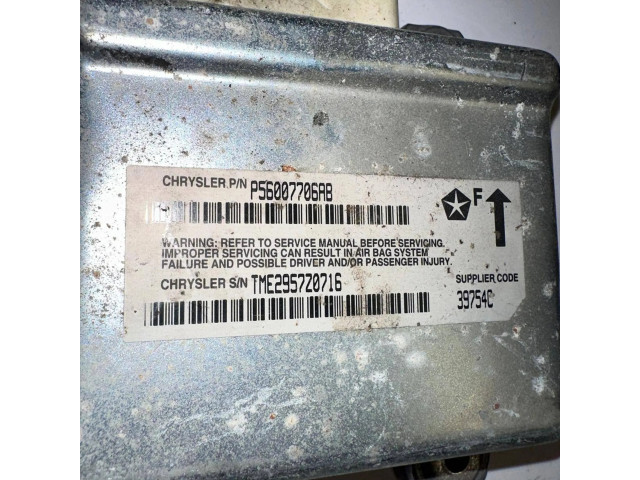 CHRYSLER P/N P56007706AB
F
WARNING: REFER TO SERVICE MANUAL BEFORE SERVICING.
IMPROPER SERVICING CAN RESULT IN AIR BAG SYSTEM
FAILURE AND POSSIBLE DRIVER AND/OR PASSENGER INJURY.
CHRYSLER S/N TME2957Z0716
SUPPLIER CODE
39754C